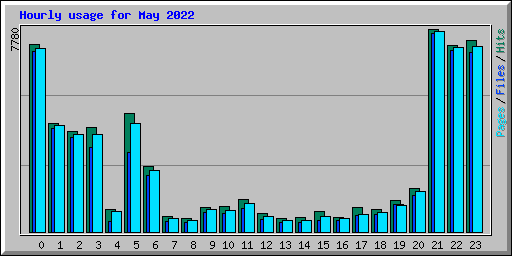 Hourly usage for May 2022
7780
Pages/Files/Hits
0 1 2 3 4 5 6 7 8 9 10 11 12 13 14 15 16 17 18 19 20 21 22 23